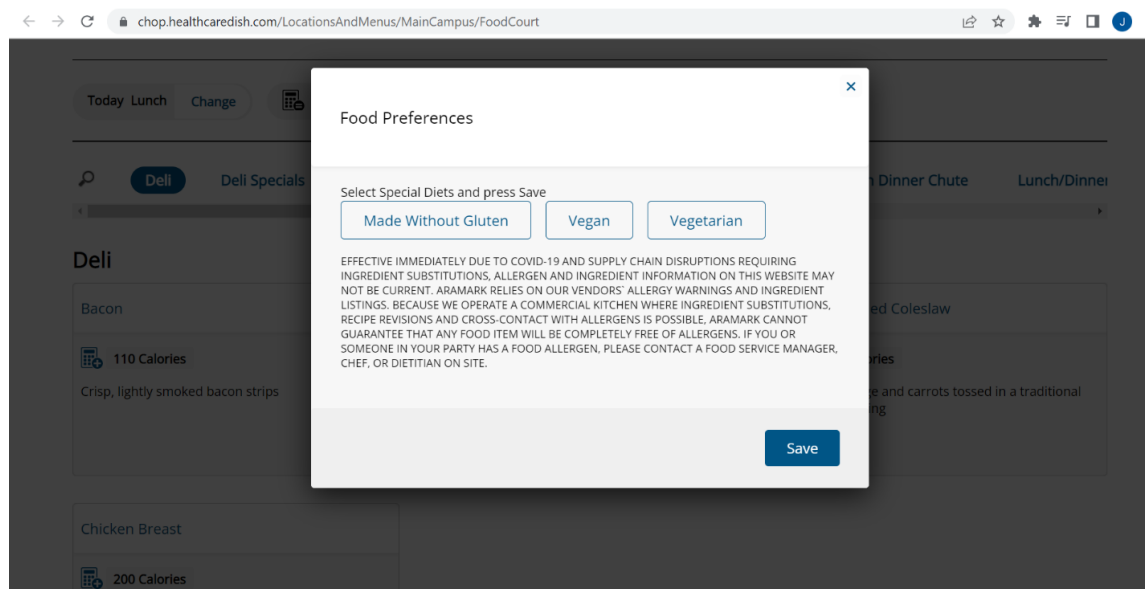 chop.healthcaredish.com/LocationsAndMenus/MainCampus/FoodCourt
J
Today Lunch Change
Food Preferences
Deli Deli Specials Dinner Chute Lunch/Dinner
Select Special Diets and press Save
Made Without Gluten Vegan Vegetarian
EFFECTIVE IMMEDIATELY DUE TO COVID-19 AND SUPPLY CHAIN DISRUPTIONS REQUIRING
INGREDIENT SUBSTITUTIONS, ALLERGEN AND INGREDIENT INFORMATION ON THIS WEBSITE MAY
NOT BE CURRENT. ARAMARK RELIES ON OUR VENDORS` ALLERGY WARNINGS AND INGREDIENT
LISTINGS. BECAUSE WE OPERATE A COMMERCIAL KITCHEN WHERE INGREDIENT SUBSTITUTIONS,
RECIPE REVISIONS AND CROSS-CONTACT WITH ALLERGENS IS POSSIBLE, ARAMARK CANNOT
GUARANTEE THAT ANY FOOD ITEM WILL BE COMPLETELY FREE OF ALLERGENS. IF YOU OR
SOMEONE IN YOUR PARTY HAS A FOOD ALLERGEN, PLEASE CONTACT A FOOD SERVICE MANAGER,
CHEF, OR DIETITIAN ON SITE.
Save
Deli
Bacon
110 Calories
Crisp, lightly smoked bacon strips
ed Coleslaw
ories
ge and carrots tossed in a traditional
ng
Chicken Breast
200 Calories